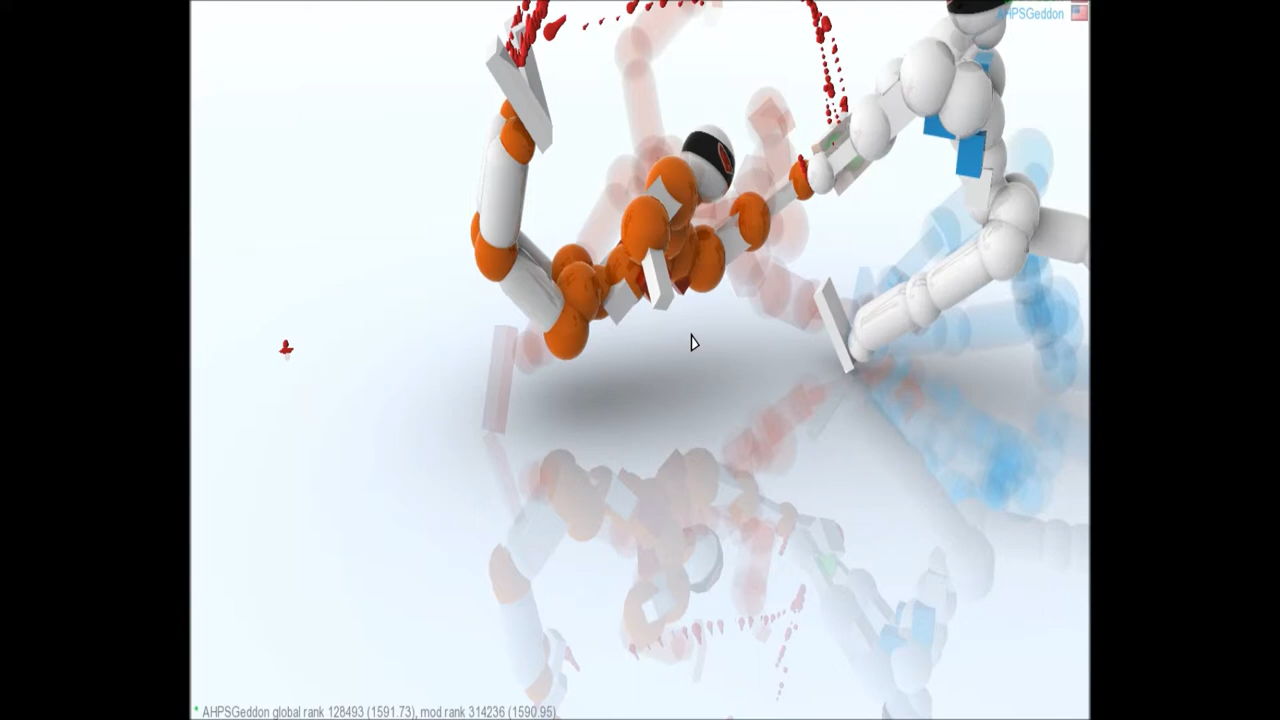 AHPSGeddon
* AHPSGeddon global rank 128493 (1591.73), mod rank 314236 (1590.95)